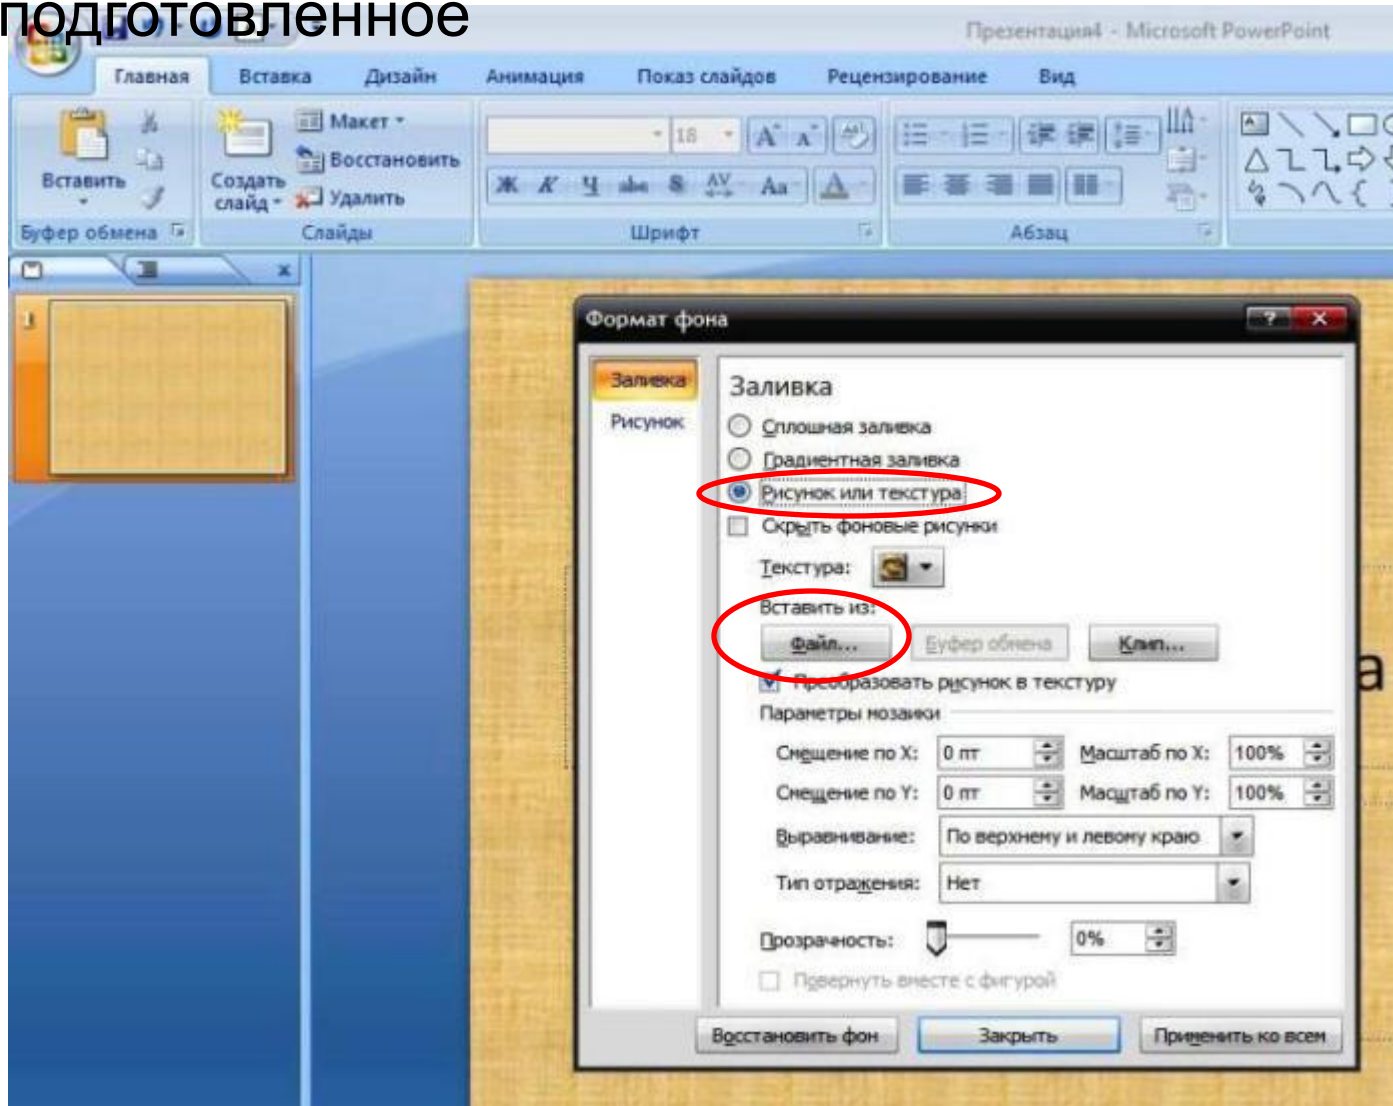 подготовленное
Презентация4 - Microsoft PowerPoint
Главная Вставка Дизайн Анимация Показ слайдов Рецензирование Вид
Вставить
Буфер обмена
Создать слайд
Макет
Восстановить
Удалить
Слайды
18
Ж К Ч abc S AV Aa А
Шрифт
Абзац
1
Формат фона
Заливка
Рисунок
Заливка
Сплошная заливка
Градиентная заливка
Рисунок или текстура
Скрыть фоновые рисунки
Текстура:
Вставить из:
Файл... Буфер обмена Клип...
Преобразовать рисунок в текстуру
Параметры мозаики
Смещение по X: 0 пт Масштаб по X: 100%
Смещение по Y: 0 пт Масштаб по Y: 100%
Выравнивание: По верхнему и левому краю
Тип отражения: Нет
Прозрачность: 0%
Повернуть вместе с фигурой
Восстановить фон Закрыть Применить ко всем
а